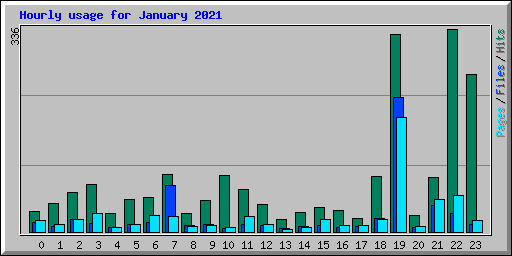 Hourly usage for January 2021
336
Pages / Files / Hits
0 1 2 3 4 5 6 7 8 9 10 11 12 13 14 15 16 17 18 19 20 21 22 23